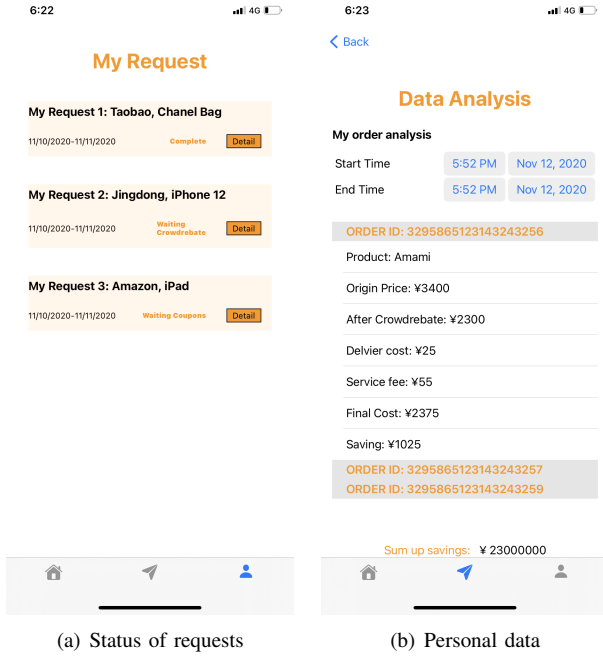 6:22
4G
My Request
My Request 1: Taobao, Chanel Bag
11/10/2020-11/11/2020 Complete Detail
My Request 2: Jingdong, iPhone 12
11/10/2020-11/11/2020 Waiting Crowdrebate Detail
My Request 3: Amazon, iPad
11/10/2020-11/11/2020 Waiting Coupons Detail
(a) Status of requests
6:23
4G
Back
Data Analysis
My order analysis
Start Time 5:52 PM Nov 12, 2020
End Time 5:52 PM Nov 12, 2020
ORDER ID: 3295865123143243256
Product: Amami
Origin Price: ¥3400
After Crowdrebate: ¥2300
Delvier cost: ¥25
Service fee: ¥55
Final Cost: ¥2375
Saving: ¥1025
ORDER ID: 3295865123143243257
ORDER ID: 3295865123143243259
Sum up savings: ¥ 23000000
(b) Personal data